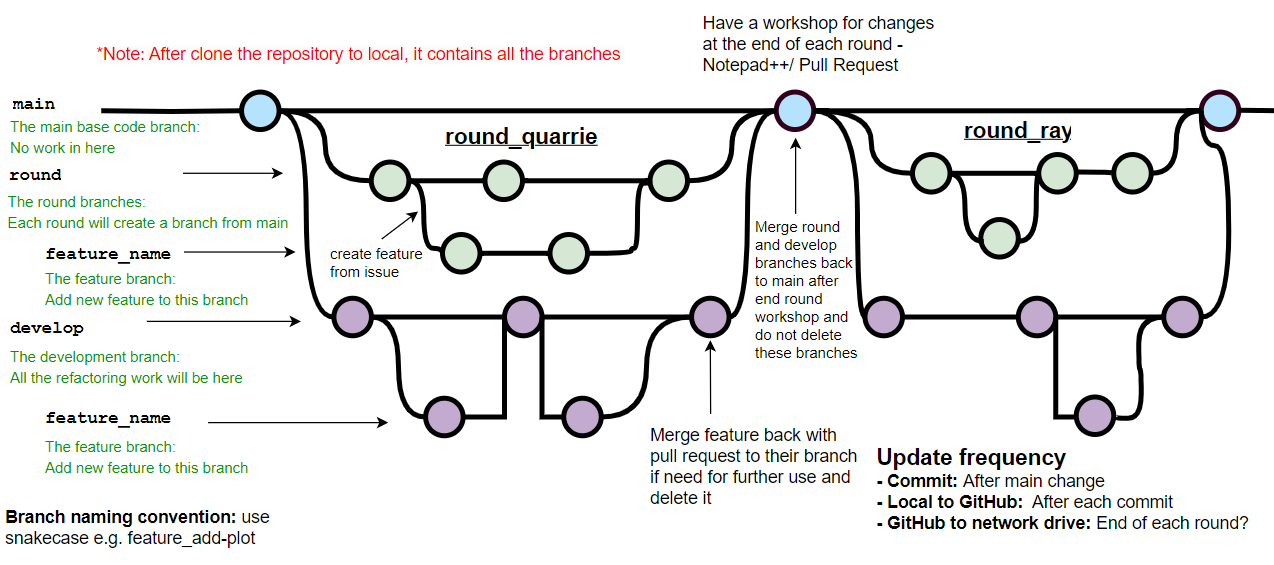 *Note: After clone the repository to local, it contains all the branches
Have a workshop for changes
at the end of each round -
Notepad++/ Pull Request
main
The main base code branch:
No work in here
round
The round branches:
Each round will create a branch from main
feature_name
The feature branch:
Add new feature to this branch
develop
The development branch:
All the refactoring work will be here
feature_name
The feature branch:
Add new feature to this branch
Branch naming convention: use
snakecase e.g. feature_add-plot
round_quarrie
create feature
from issue
round_ray
Merge round
and develop
branches back
to main after
end round
workshop and
do not delete
these branches
Merge feature back with
pull request to their branch
if need for further use and
delete it
Update frequency
- Commit: After main change
- Local to GitHub: After each commit
- GitHub to network drive: End of each round?